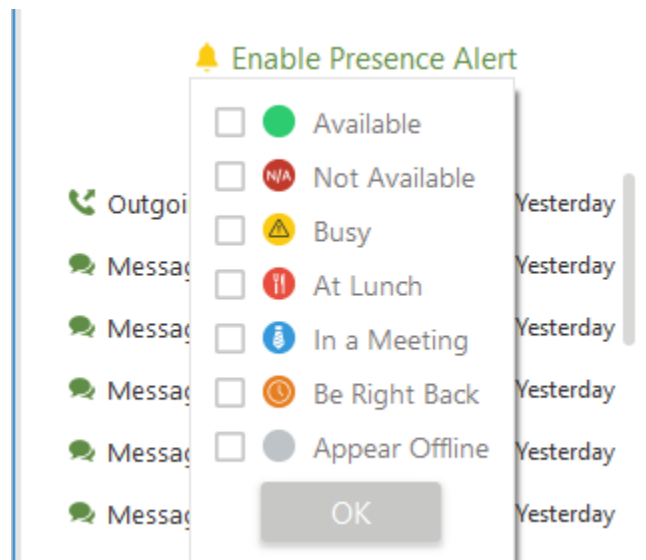 Enable Presence Alert
Available
N/A Not Available
Busy
At Lunch
In a Meeting
Be Right Back
Appear Offline
OK
Outgoi Yesterday
Messag Yesterday
Messag Yesterday
Messag Yesterday
Messag Yesterday
Messag Yesterday